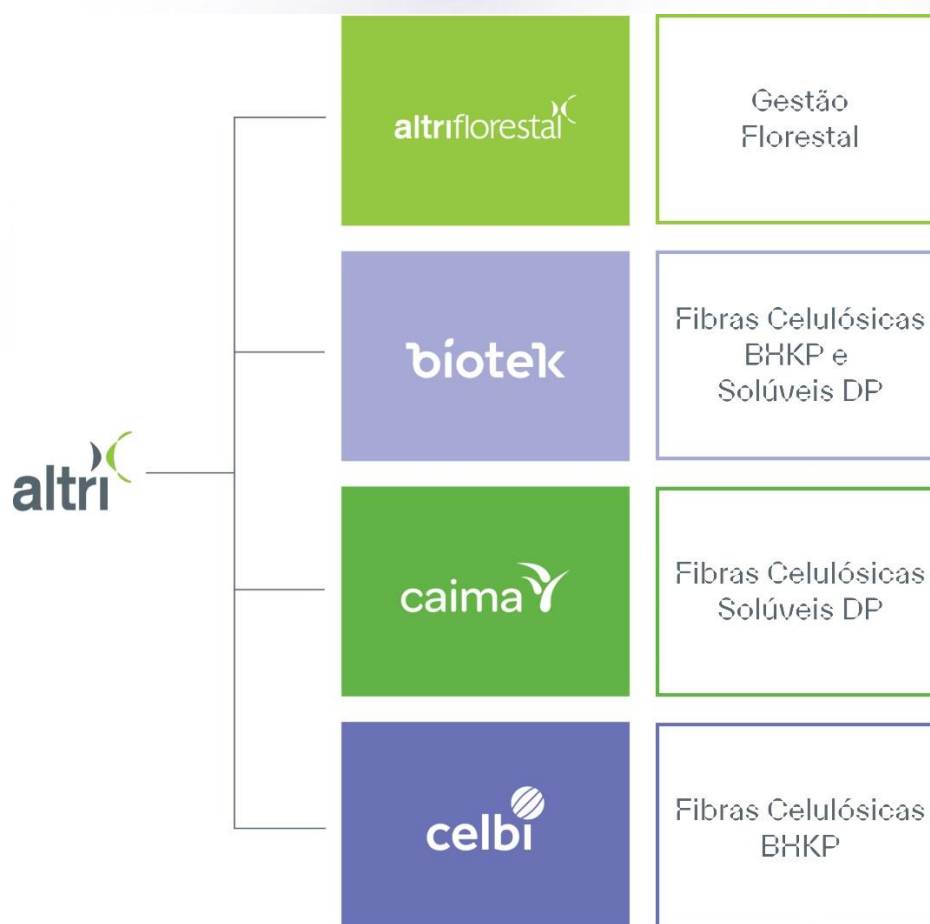 altriflorestal
Gestão
Florestal
biotek
Fibras Celulósicas
BHKP e
Solúveis DP
altri
caima
Fibras Celulósicas
Solúveis DP
celbi
Fibras Celulósicas
BHKP